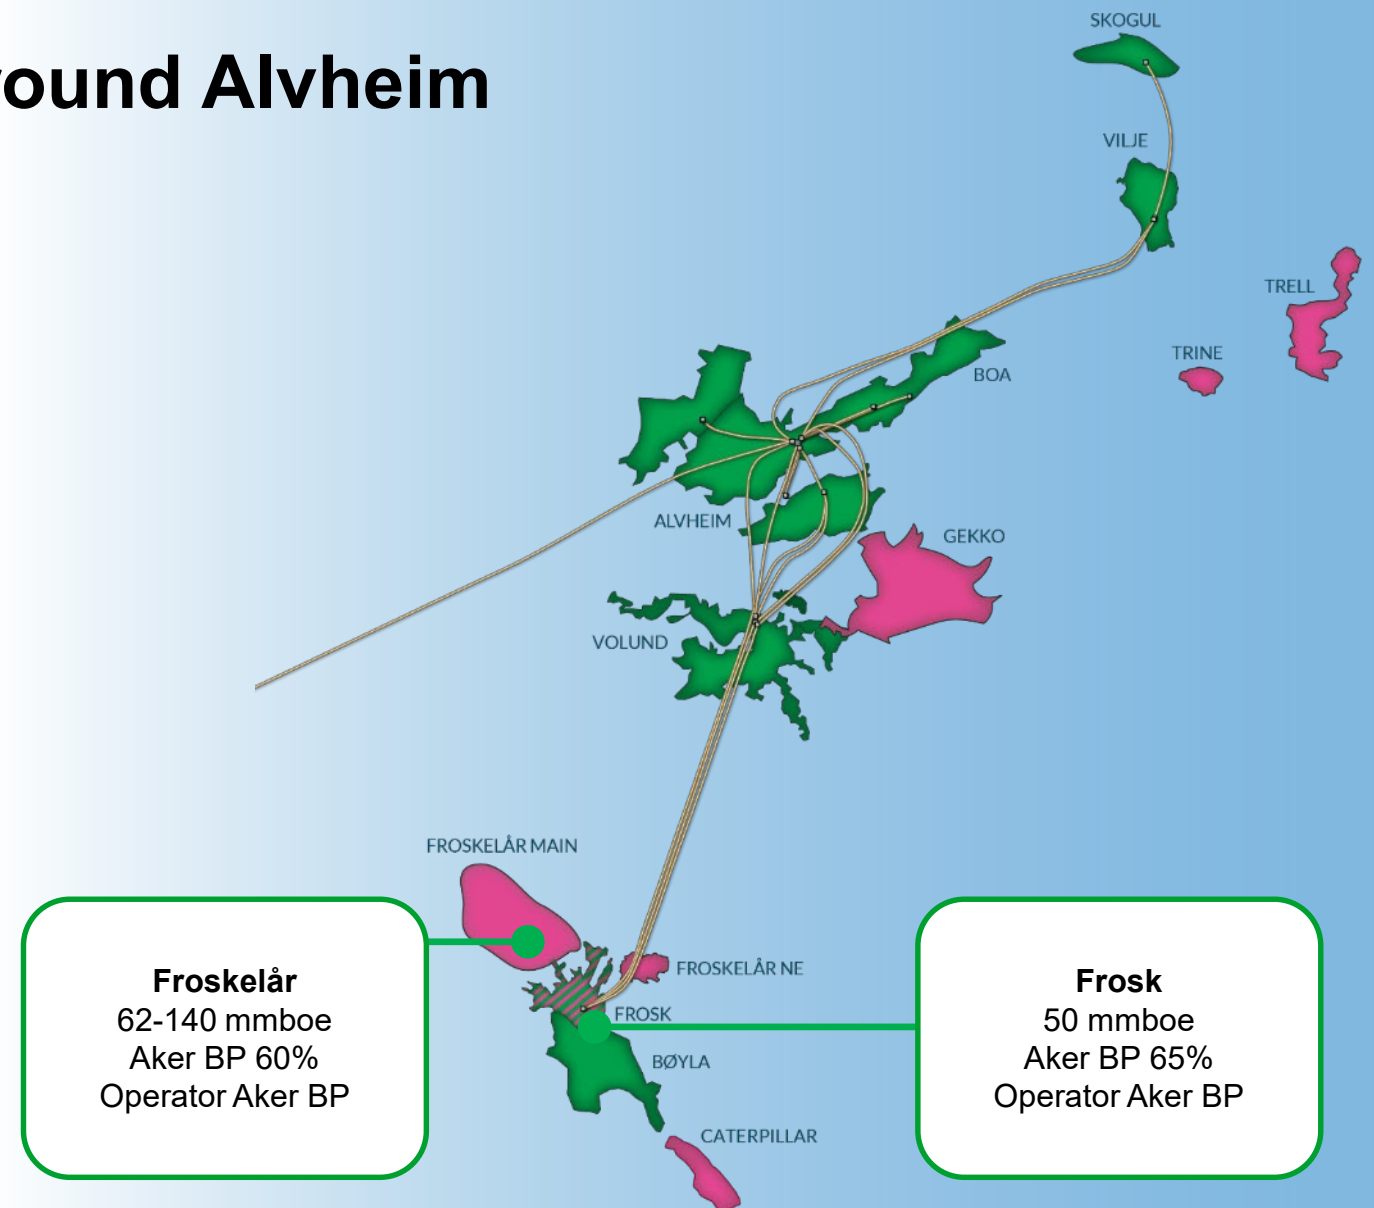 ound Alvheim
SKOGUL
VILJE
TRELL
TRINE
BOA
ALVHEIM
GEKKO
VOLUND
FROSKELÅR MAIN
FROSKELÅR NE
FROSK
BØYLA
CATERPILLAR
Froskelår
62-140 mmboe
Aker BP 60%
Operator Aker BP
Frosk
50 mmboe
Aker BP 65%
Operator Aker BP